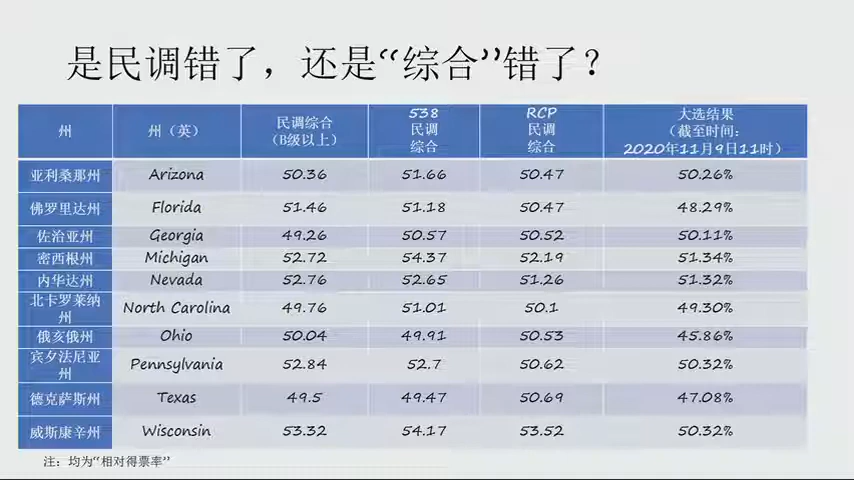 是民调错了，还是“综合”错了？
州 州（英） 民调综合（B级以上） 538民调综合 RCP民调综合 大选结果（截至时间：2020年11月9日11时）
亚利桑那州 Arizona 50.36 51.66 50.47 50.26%
佛罗里达州 Florida 51.46 51.18 50.47 48.29%
佐治亚州 Georgia 49.26 50.57 50.52 50.11%
密西根州 Michigan 52.72 54.37 52.19 51.34%
内华达州 Nevada 52.76 52.65 51.26 51.32%
北卡罗莱纳州 North Carolina 49.76 51.01 50.1 49.30%
俄亥俄州 Ohio 50.04 49.91 50.53 45.86%
宾夕法尼亚州 Pennsylvania 52.84 52.7 50.62 50.32%
德克萨斯州 Texas 49.5 49.47 50.69 47.08%
威斯康辛州 Wisconsin 53.32 54.17 53.52 50.32%
注：均为“相对得票率”